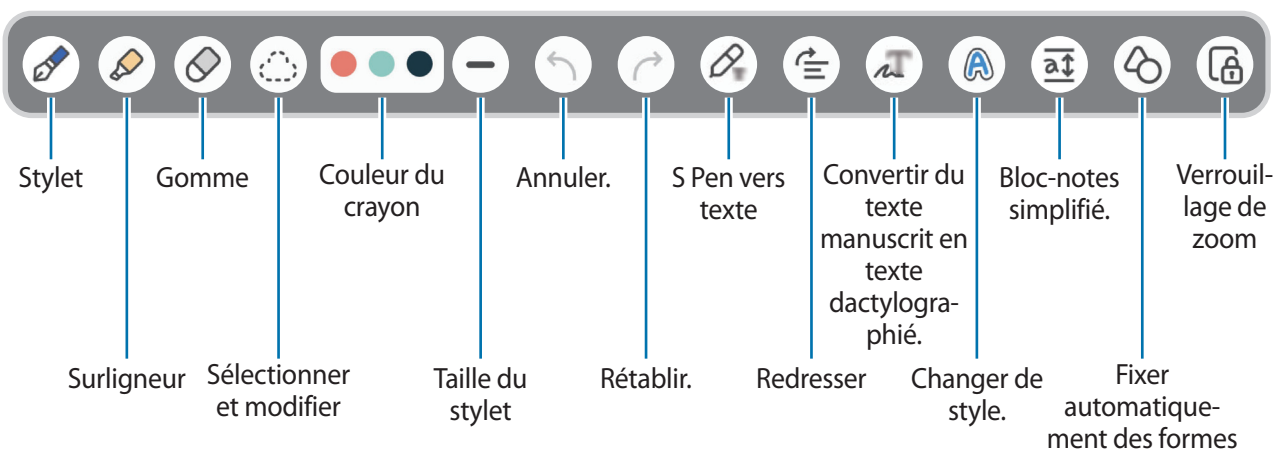 Stylet
Gomme
Couleur du
crayon
Annuler.
S Pen vers
texte
Convertir du
texte
manuscrit en
texte
dactylogra-
phié.
Bloc-notes
simplifié.
Verrouil-
lage de
zoom
Surligneur
Sélectionner
et modifier
Taille du
stylet
Rétablir.
Redresser
Changer de
style.
Fixer
automatique-
ment des formes